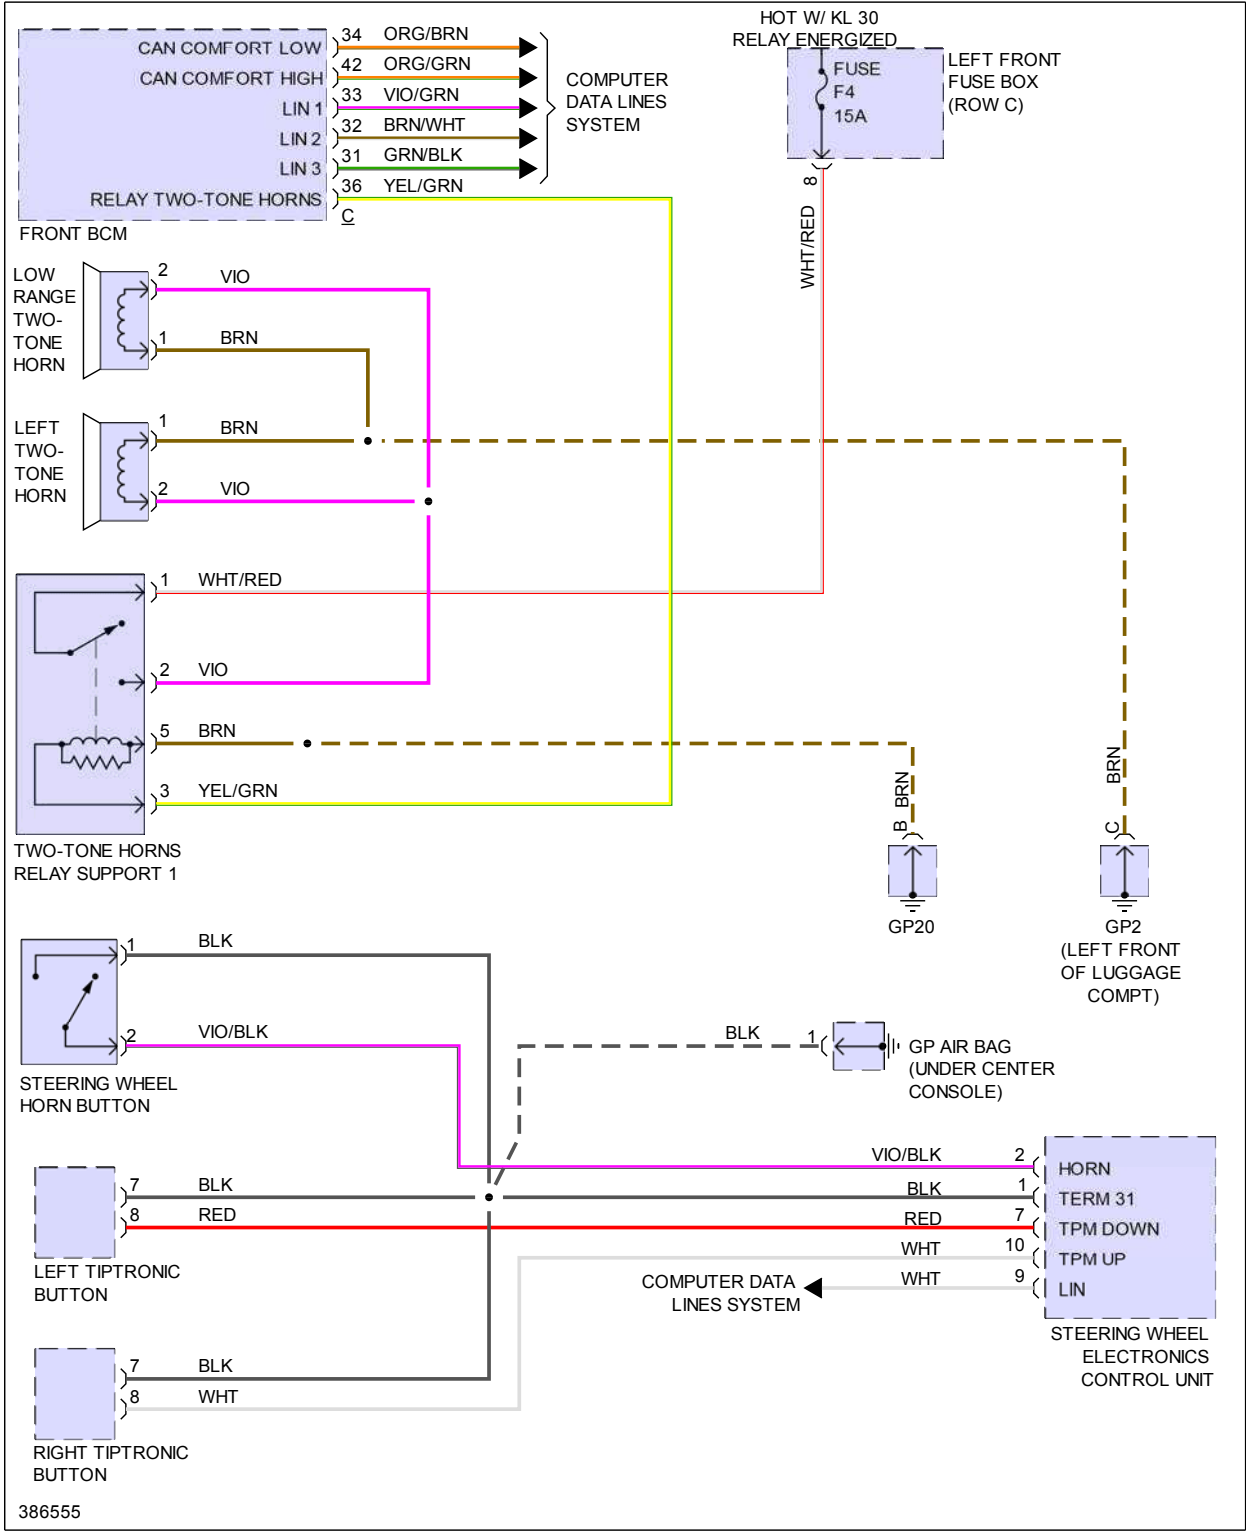 HOT W/ KL 30
RELAY ENERGIZED
CAN COMFORT LOW
34
ORG/BRN
CAN COMFORT HIGH
42
ORG/GRN
LIN 1
33
VIO/GRN
LIN 2
32
BRN/WHT
LIN 3
31
GRN/BLK
RELAY TWO-TONE HORNS
36
YEL/GRN
C
FRONT BCM
COMPUTER
DATA LINES
SYSTEM
FUSE
F4
15A
LEFT FRONT
FUSE BOX
(ROW C)
8
WHT/RED
LOW
RANGE
TWO-
TONE
HORN
2
VIO
1
BRN
LEFT
TWO-
TONE
HORN
1
BRN
2
VIO
1
WHT/RED
2
VIO
5
BRN
3
YEL/GRN
TWO-TONE HORNS
RELAY SUPPORT 1
B
BRN
GP20
C
BRN
GP2
(LEFT FRONT
OF LUGGAGE
COMPT)
1
BLK
2
VIO/BLK
STEERING WHEEL
HORN BUTTON
BLK
1
GP AIR BAG
(UNDER CENTER
CONSOLE)
7
BLK
8
RED
LEFT TIPTRONIC
BUTTON
VIO/BLK
2
HORN
BLK
1
TERM 31
RED
7
TPM DOWN
WHT
10
TPM UP
WHT
9
LIN
COMPUTER DATA
LINES SYSTEM
STEERING WHEEL
ELECTRONICS
CONTROL UNIT
7
BLK
8
WHT
RIGHT TIPTRONIC
BUTTON
386555